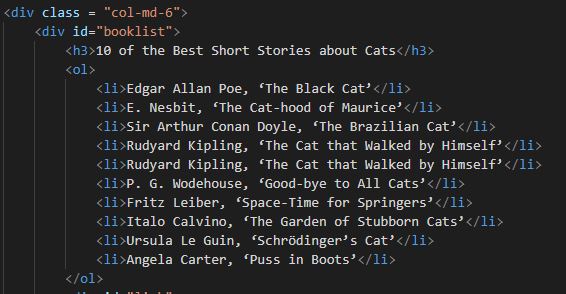 <div class = "col-md-6">
<div id="booklist">
<h3>10 of the Best Short Stories about Cats</h3>
<ol>
<li>Edgar Allan Poe, ‘The Black Cat’</li>
<li>E. Nesbit, ‘The Cat-hood of Maurice’</li>
<li>Sir Arthur Conan Doyle, ‘The Brazilian Cat’</li>
<li>Rudyard Kipling, ‘The Cat that Walked by Himself’</li>
<li>Rudyard Kipling, ‘The Cat that Walked by Himself’</li>
<li>P. G. Wodehouse, ‘Good-bye to All Cats’</li>
<li>Fritz Leiber, ‘Space-Time for Springers’</li>
<li>Italo Calvino, ‘The Garden of Stubborn Cats’</li>
<li>Ursula Le Guin, ‘Schrödinger’s Cat’</li>
<li>Angela Carter, ‘Puss in Boots’</li>
</ol>